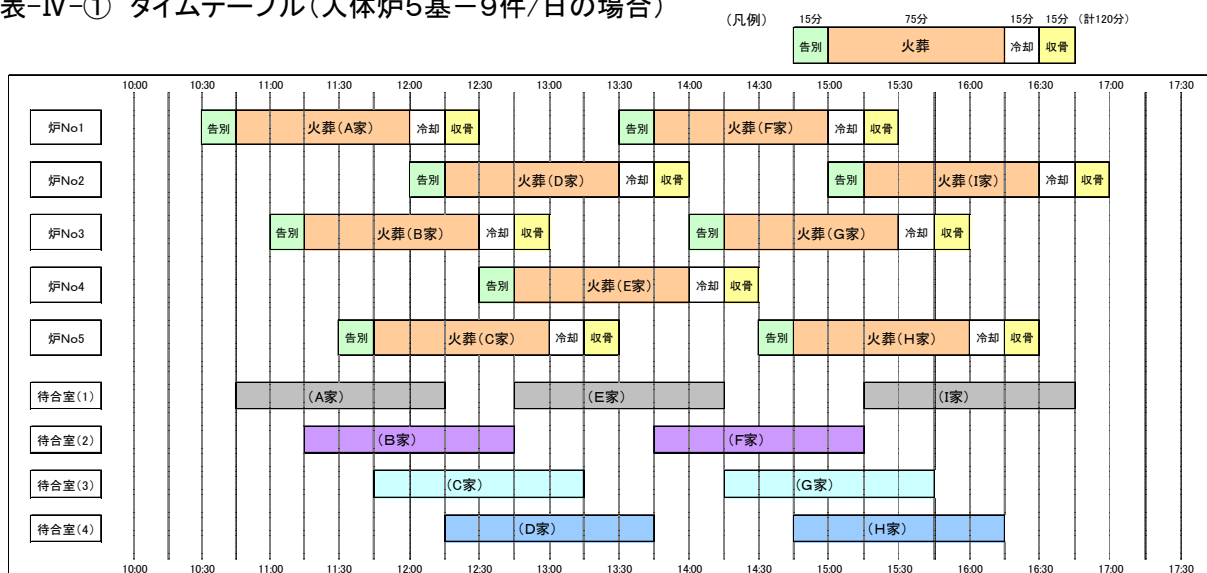 表-Ⅳ-① タイムテーブル(人体炉5基-9件/日の場合)
(凡例) 15分 75分 15分 15分 (計120分)
告別 火葬 冷却 収骨
10:00 10:30 11:00 11:30 12:00 12:30 13:00 13:30 14:00 14:30 15:00 15:30 16:00 16:30 17:00 17:30
炉No1 告別 火葬(A家) 冷却 収骨 告別 火葬(F家) 冷却 収骨
炉No2 告別 火葬(D家) 冷却 収骨 告別 火葬(I家) 冷却 収骨
炉No3 告別 火葬(B家) 冷却 収骨 告別 火葬(G家) 冷却 収骨
炉No4 告別 火葬(E家) 冷却 収骨
炉No5 告別 火葬(C家) 冷却 収骨 告別 火葬(H家) 冷却 収骨
待合室(1) (A家) (E家) (I家)
待合室(2) (B家) (F家)
待合室(3) (C家) (G家)
待合室(4) (D家) (H家)
10:00 10:30 11:00 11:30 12:00 12:30 13:00 13:30 14:00 14:30 15:00 15:30 16:00 16:30 17:00 17:30